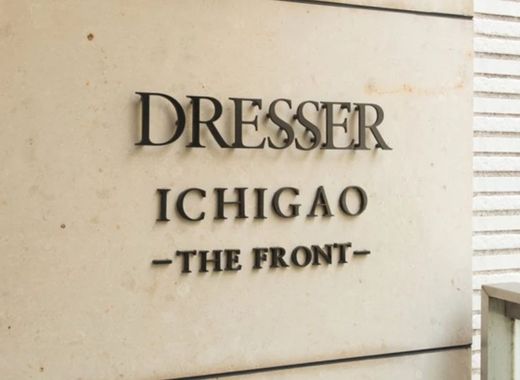 DRESSER
ICHIGAO
–THE FRONT–